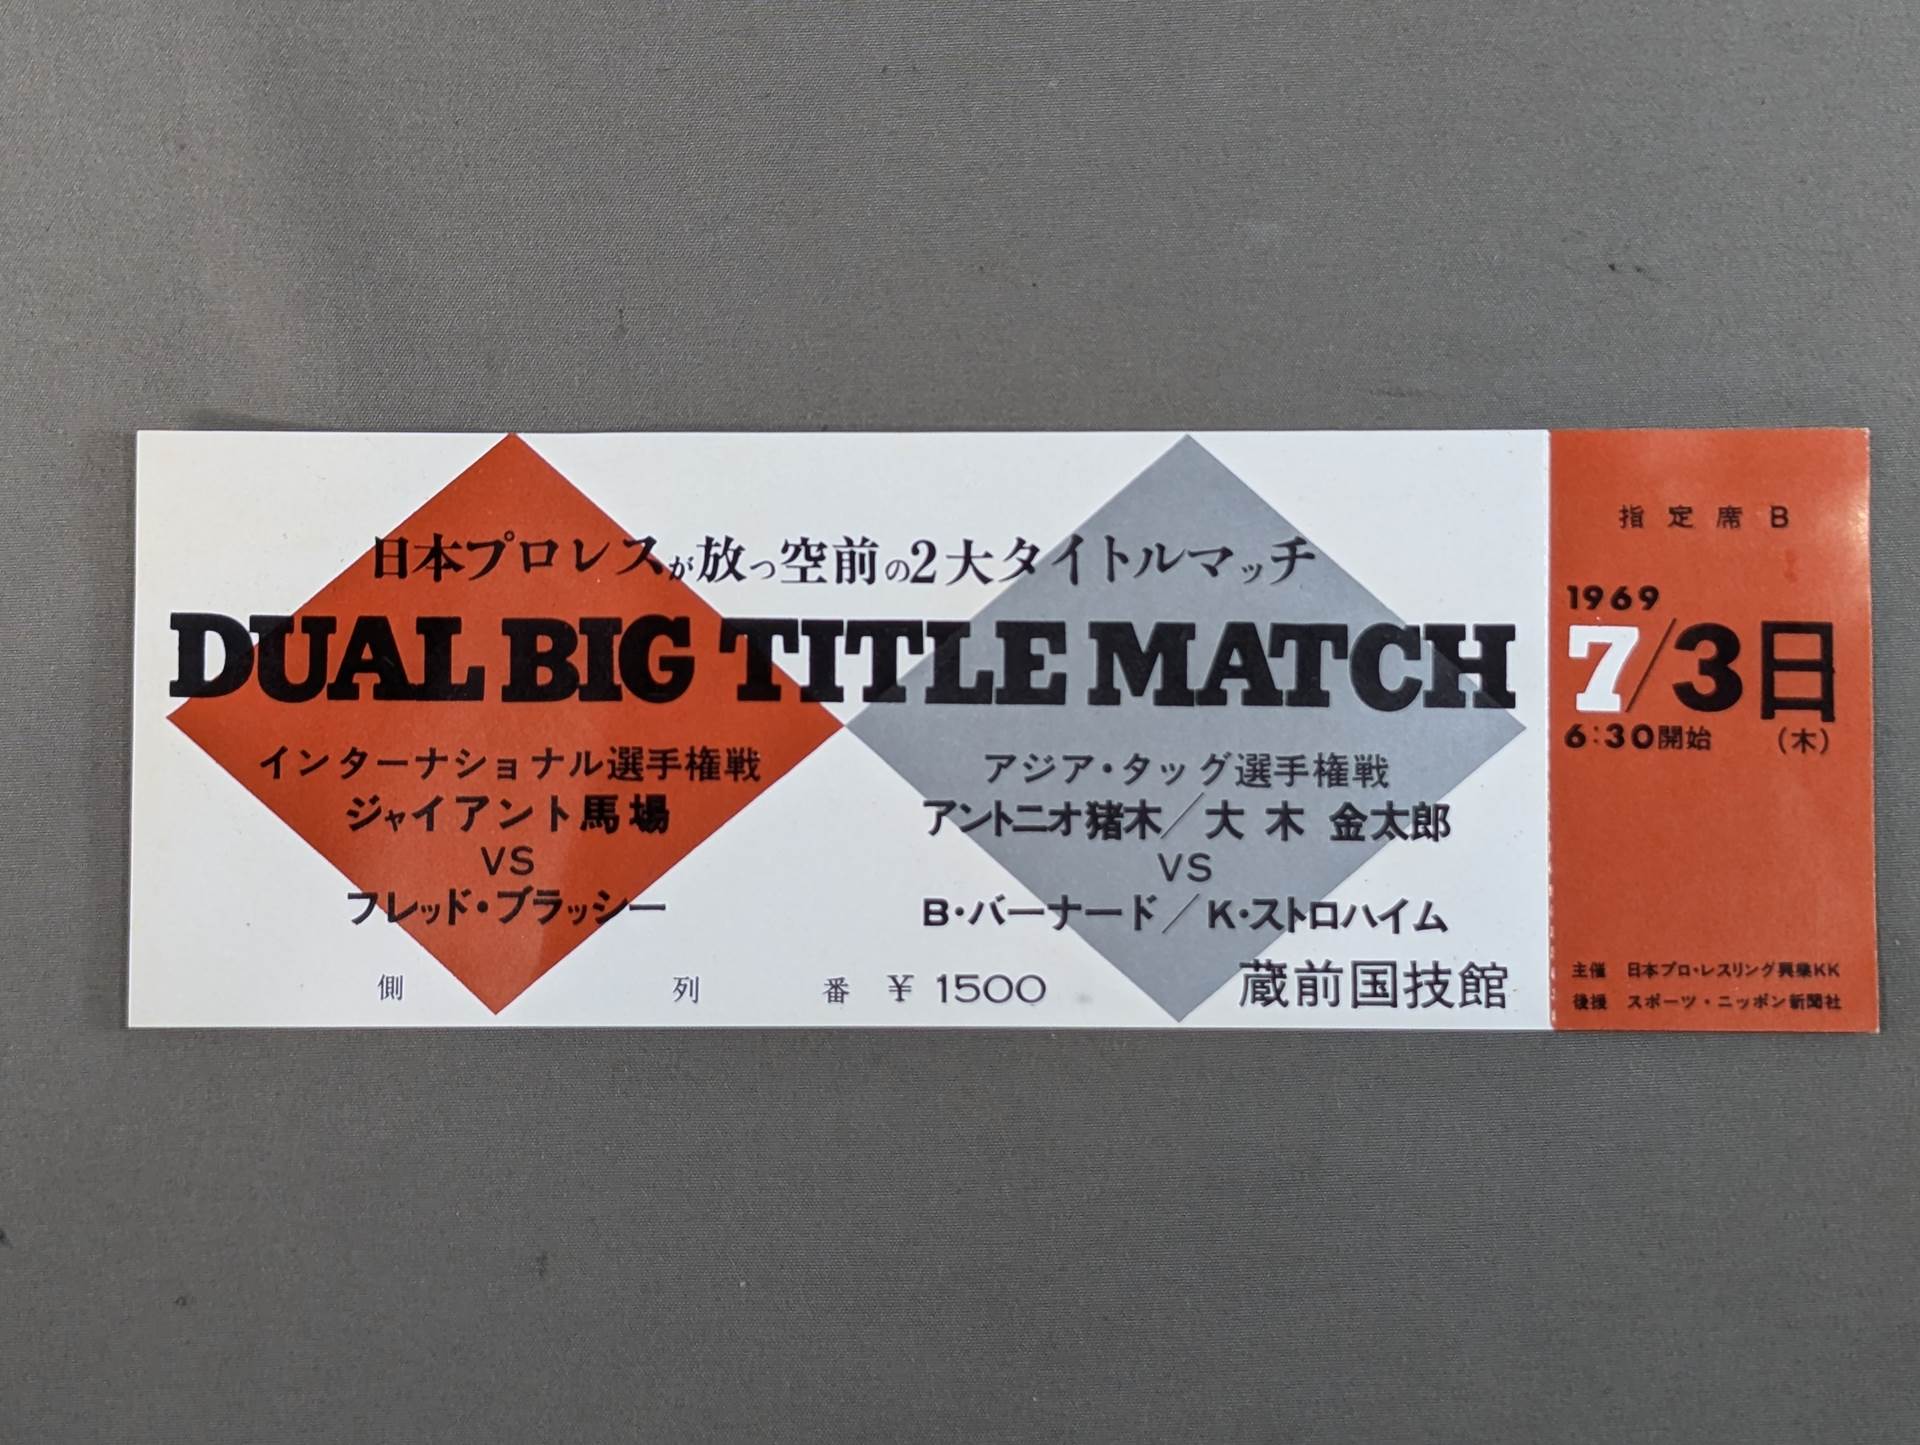 日本プロレスが放つ空前の2大タイトルマッチ
DUAL BIG TITLE MATCH
インターナショナル選手権戦
ジャイアント馬場
VS
フレッド・ブラッシー
アジア・タッグ選手権戦
アントニオ猪木／大木金太郎
VS
B・バーナード／K・ストロハイム
側 列 番 ¥1500
蔵前国技館
指定席B
1969
7/3日
6:30開始 (木)
主催 日本プロ・レスリング興業KK
後援 スポーツ・ニッポン新聞社